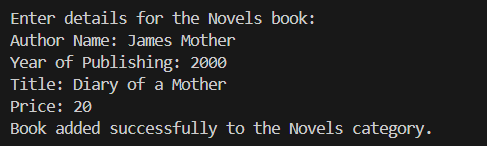 Enter details for the Novels book:
Author Name: James Mother
Year of Publishing: 2000
Title: Diary of a Mother
Price: 20
Book added successfully to the Novels category.